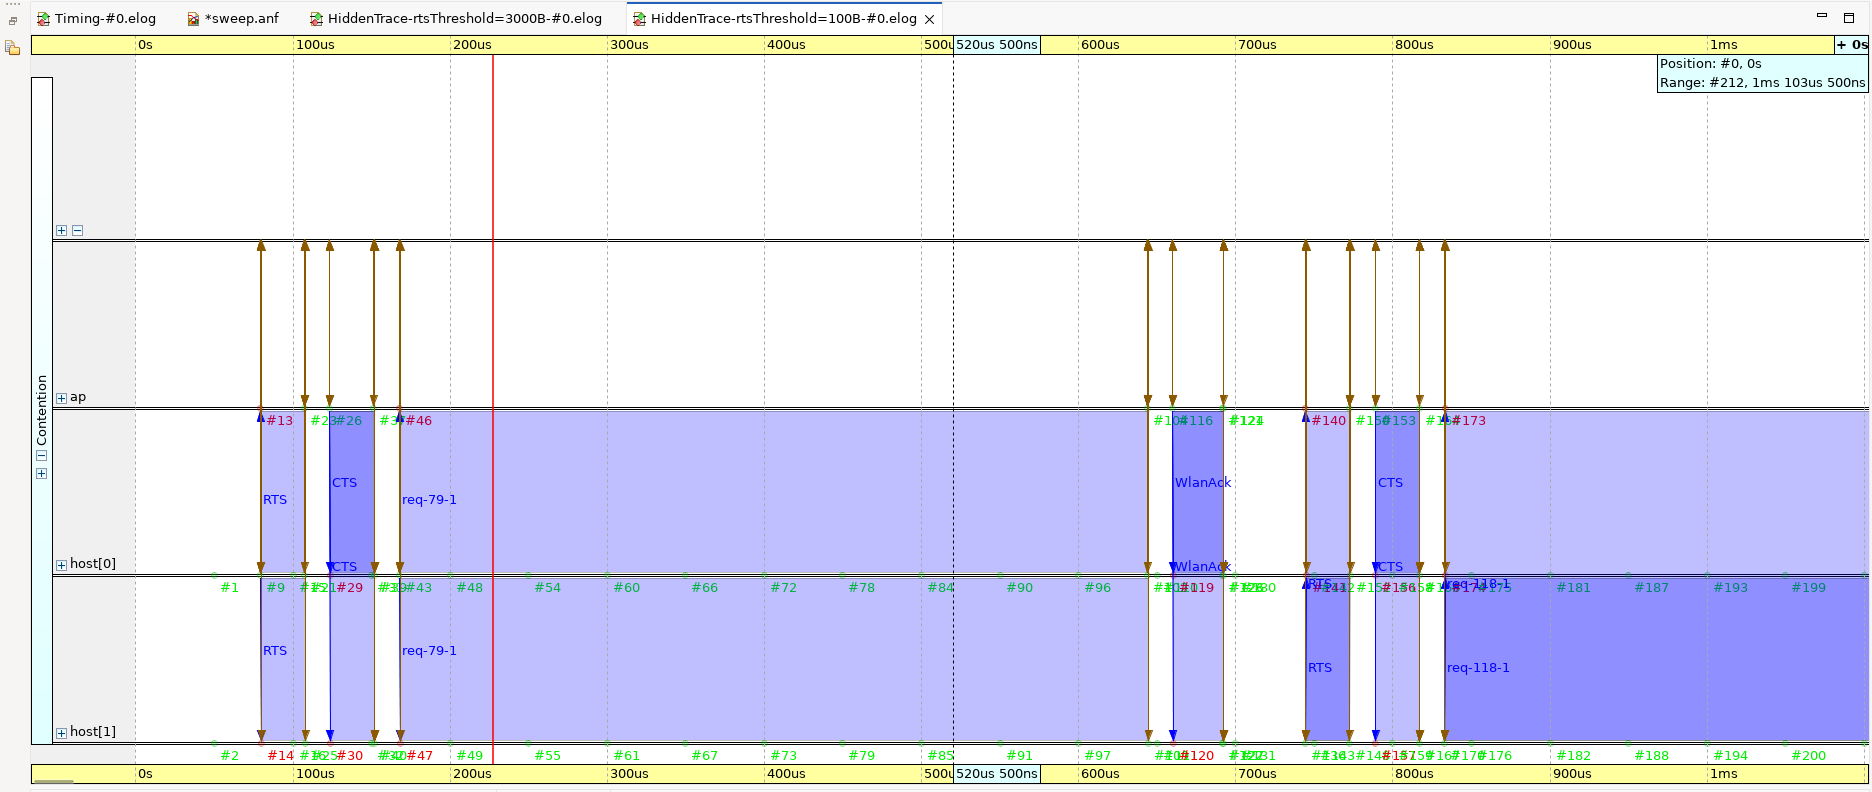 Timing-#0.elog *sweep.anf HiddenTrace-rtsThreshold=3000B-#0.elog HiddenTrace-rtsThreshold=100B-#0.elog
0s 100us 200us 300us 400us 500u 520us 500ns 600us 700us 800us 900us 1ms + 0s
Position: #0, 0s
Range: #212, 1ms 103us 500ns
Contention
ap
#13 #26 #46 #116 #140 #153 #173
CTS WlanAck CTS
RTS req-79-1
host[0]
CTS WlanAck CTS
RTS req-118-1
#1 #9 #29 #43 #48 #54 #60 #66 #72 #78 #84 #90 #96 #119 #156 #175 #181 #187 #193 #199
RTS req-79-1
RTS req-118-1
host[1]
#2 #14 #30 #47 #49 #55 #61 #67 #73 #79 #85 #91 #97 #120 #176 #182 #188 #194 #200
0s 100us 200us 300us 400us 500u 520us 500ns 600us 700us 800us 900us 1ms